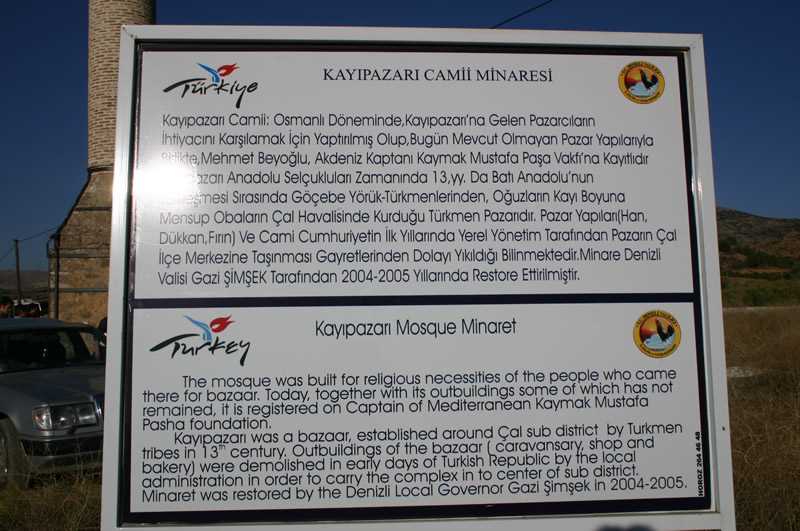 Türkiye
KAYIPAZARI CAMII MINARESİ
Kayıpazarı Camii: Osmanlı Döneminde,Kayıpazarı'na Gelen Pazarcıların
İhtiyacını Karşılamak İçin Yaptırılmış Olup,Bugün Mevcut Olmayan Pazar Yapılarıyla
Birlikte,Mehmet Beyoğlu, Akdeniz Kaptanı Kaymak Mustafa Paşa Vakfı'na Kayıtlıdır
Anadolu Selçukluları Zamanında 13,yy. Da Batı Anadolu'nun
Sırasında Göçebe Yörük-Türkmenlerinden, Oğuzların Kayı Boyuna
Mensup Obaların Çal Havalisinde Kurduğu Türkmen Pazarıdır. Pazar Yapıları(Han,
Dükkan,Fırın) Ve Cami Cumhuriyetin İlk Yıllarında Yerel Yönetim Tarafından Pazarın Çal
İlçe Merkezine Taşınması Gayretlerinden Dolayı Yıkıldığı Bilinmektedir.Minare Denizli
Valisi Gazi ŞİMŞEK Tarafından 2004-2005 Yıllarında Restore Ettirilmiştir.
Turkey
Kayıpazarı Mosque Minaret
The mosque was built for religious necessities of the people who came
there for bazaar. Today, together with its outbuildings some of which has not
remained, it is registered on Captain of Mediterranean Kaymak Mustafa
Pasha foundation.
Kayıpazarı was a bazaar, established around Çal sub district by Turkmen
tribes in 13th century. Outbuildings of the bazaar ( caravansary, shop and
bakery) were demolished in early days of Turkish Republic by the local
administration in order to carry the complex in to center of sub district.
Minaret was restored by the Denizli Local Governor Gazi Şimşek in 2004-2005.
HOROZ 264 46 48